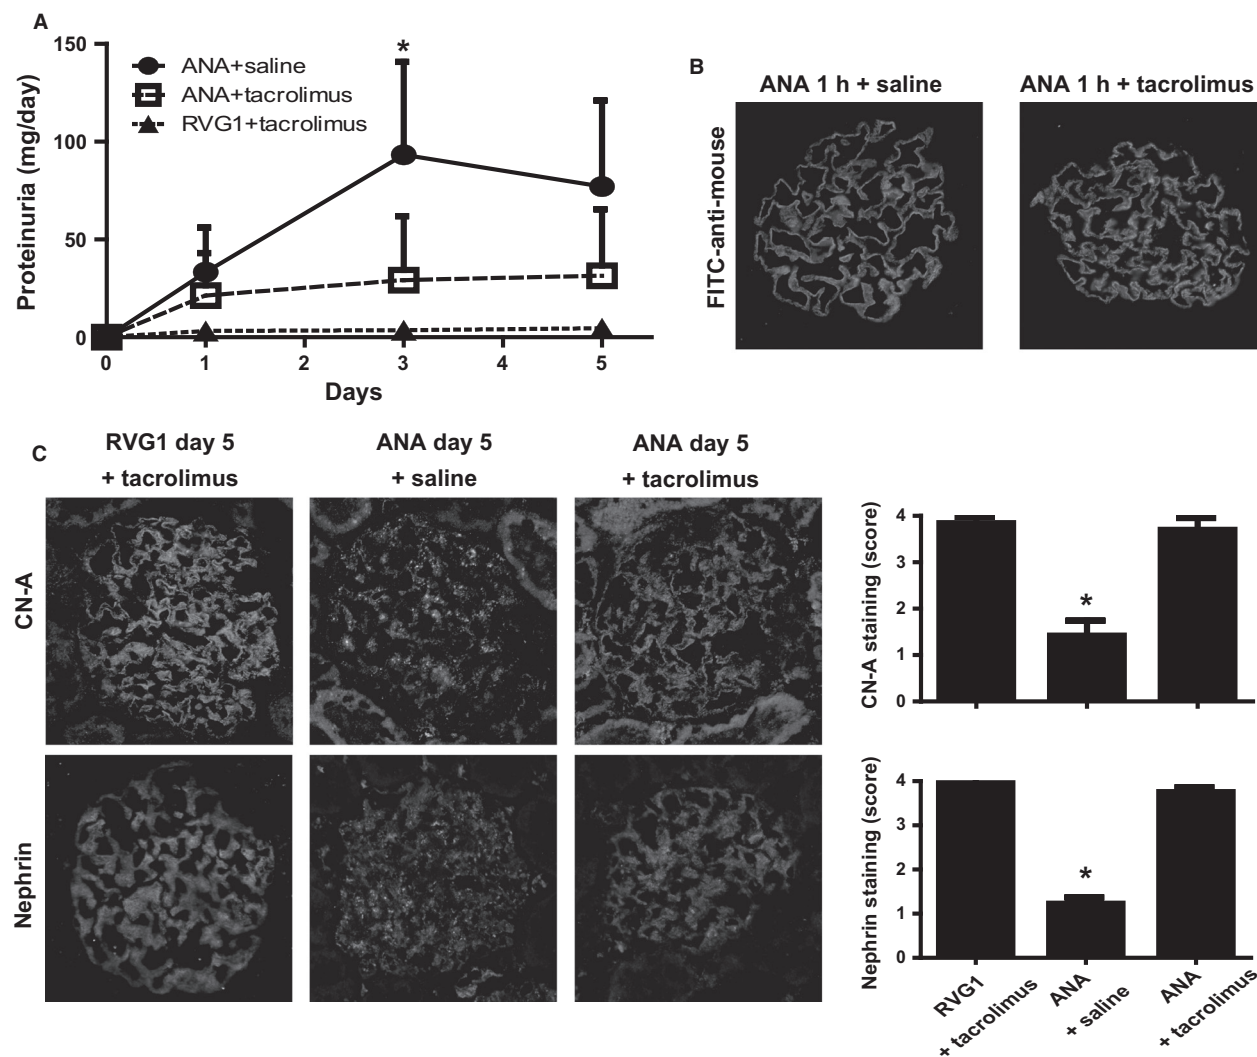 A
150
100
50
0
Proteinuria (mg/day)
*
ANA+saline
ANA+tacrolimus
RVG1+tacrolimus
0 1 2 3 4 5
Days
B
ANA 1 h + saline
ANA 1 h + tacrolimus
FITC-anti-mouse
C
RVG1 day 5
+ tacrolimus
ANA day 5
+ saline
ANA day 5
+ tacrolimus
CN-A
Nephrin
CN-A staining (score)
4
3
2
1
0
*
Nephrin staining (score)
4
3
2
1
0
*
RVG1
+ tacrolimus
ANA
+ saline
ANA
+ tacrolimus